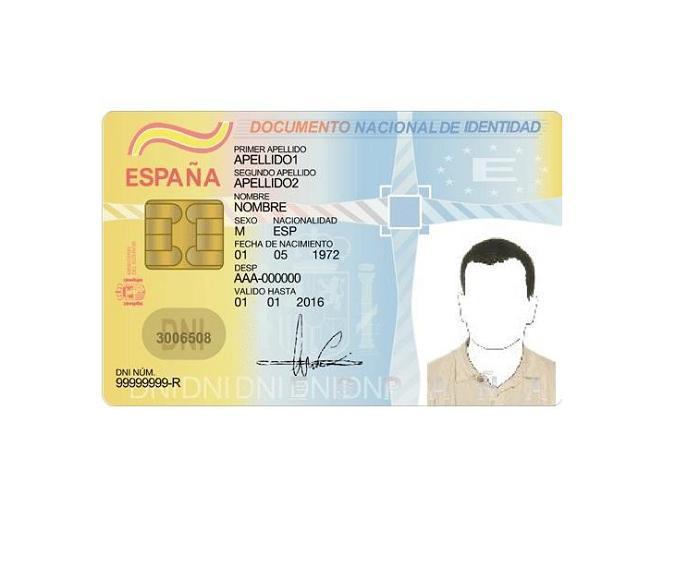 DOCUMENTO NACIONAL DE IDENTIDAD
ESPAÑA
PRIMER APELLIDO
APELLIDO1
SEGUNDO APELLIDO
APELLIDO2
NOMBRE
NOMBRE
SEXO NACIONALIDAD
M ESP
FECHA DE NACIMIENTO
01 05 1972
DESP
AAA-000000
VALIDO HASTA
01 01 2016
E
DNI
3006508
DNI NÚM.
99999999-R
DNI DNI DNI DNI DNI